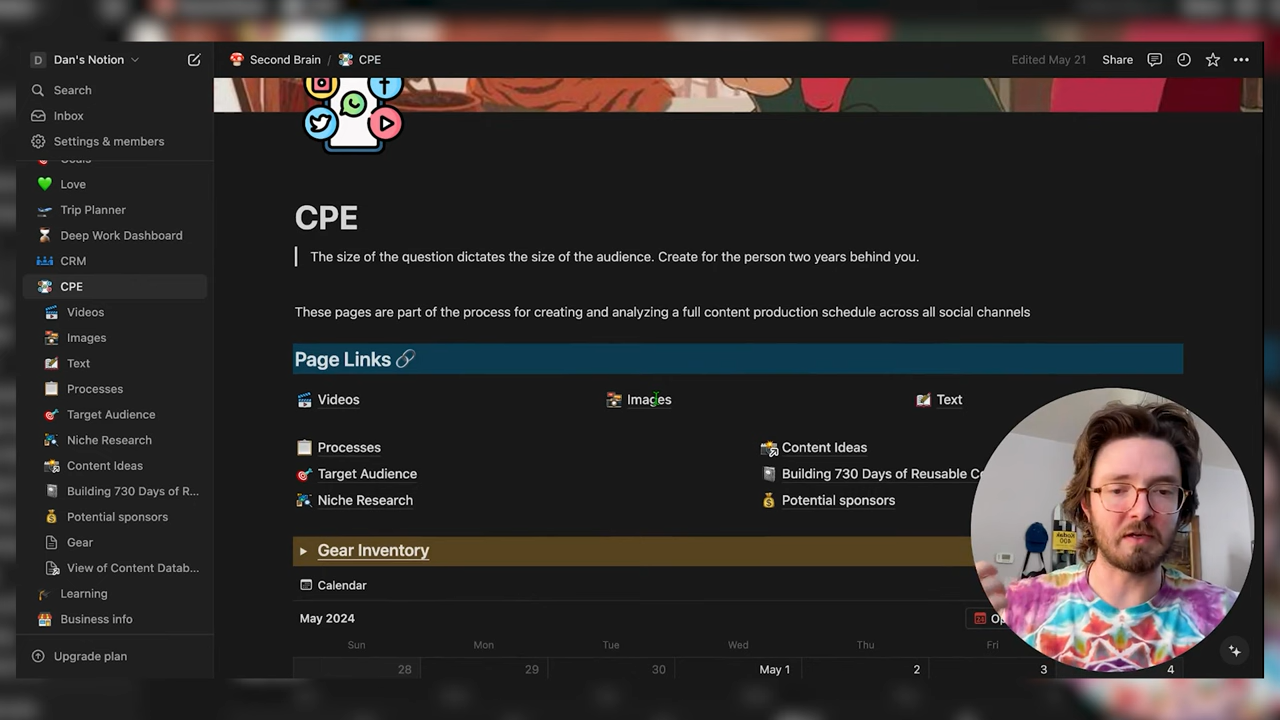 D Dan's Notion
Second Brain / CPE
Edited May 21
Share
Search
Inbox
Settings & members
Goals
Love
Trip Planner
Deep Work Dashboard
CRM
CPE
Videos
Images
Text
Processes
Target Audience
Niche Research
Content Ideas
Building 730 Days of R...
Potential sponsors
Gear
View of Content Datab...
Learning
Business info
Upgrade plan
CPE
The size of the question dictates the size of the audience. Create for the person two years behind you.
These pages are part of the process for creating and analyzing a full content production schedule across all social channels
Page Links
Videos
Images
Text
Processes
Content Ideas
Target Audience
Building 730 Days of Reusable
Niche Research
Potential sponsors
Gear Inventory
Calendar
May 2024
Sun Mon Tue Wed Thu Fri
28 29 30 May 1 2 3 4